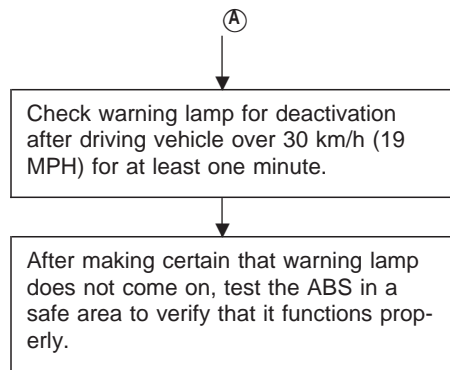 A
Check warning lamp for deactivation
after driving vehicle over 30 km/h (19
MPH) for at least one minute.
After making certain that warning lamp
does not come on, test the ABS in a
safe area to verify that it functions prop-
erly.